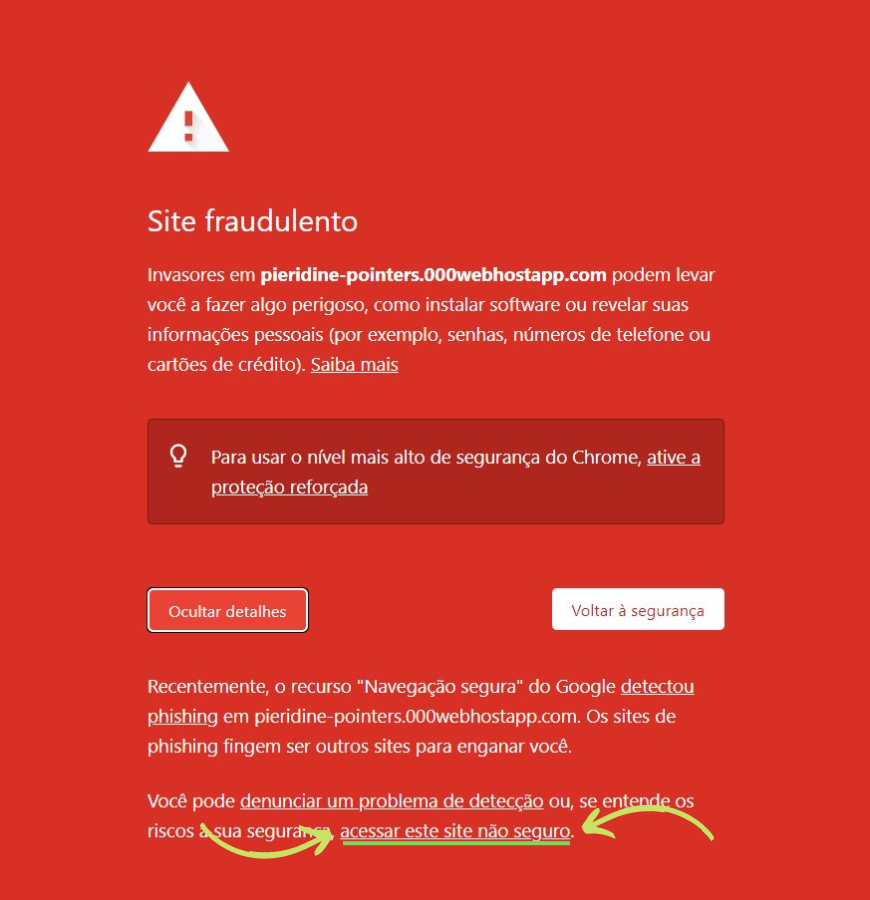 Site fraudulento
Invasores em pieridine-pointers.000webhostapp.com podem levar
você a fazer algo perigoso, como instalar software ou revelar suas
informações pessoais (por exemplo, senhas, números de telefone ou
cartões de crédito). Saiba mais
Para usar o nível mais alto de segurança do Chrome, ative a
proteção reforçada
Ocultar detalhes
Voltar à segurança
Recentemente, o recurso "Navegação segura" do Google detectou
phishing em pieridine-pointers.000webhostapp.com. Os sites de
phishing fingem ser outros sites para enganar você.
Você pode denunciar um problema de detecção ou, se entende os
riscos à sua segurança, acessar este site não seguro.